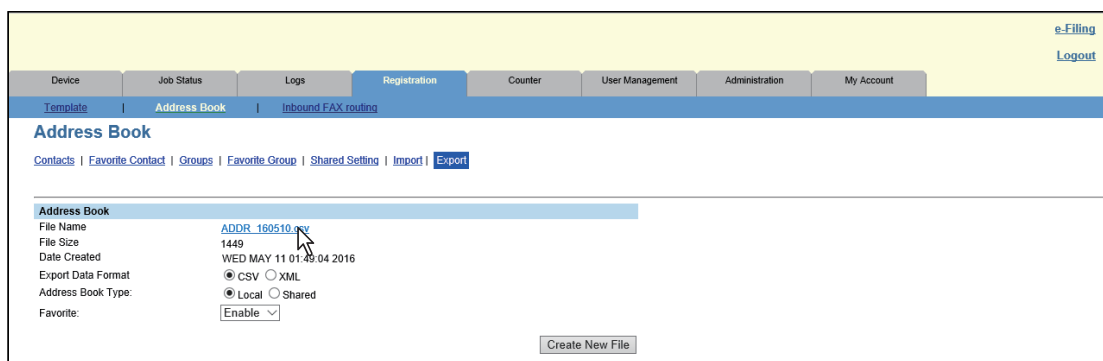 e-Filing
Logout
Device Job Status Logs Registration Counter User Management Administration My Account
Template | Address Book | Inbound FAX routing
Address Book
Contacts | Favorite Contact | Groups | Favorite Group | Shared Setting | Import | Export
Address Book
File Name ADDR_160510.csv
File Size 1449
Date Created WED MAY 11 01:49:04 2016
Export Data Format CSV XML
Address Book Type: Local Shared
Favorite: Enable
Create New File